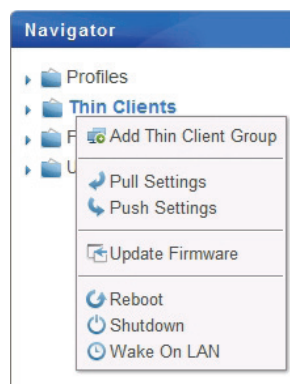 Navigator
Profiles
Thin Clients
F
U
Add Thin Client Group
Pull Settings
Push Settings
Update Firmware
Reboot
Shutdown
Wake On LAN